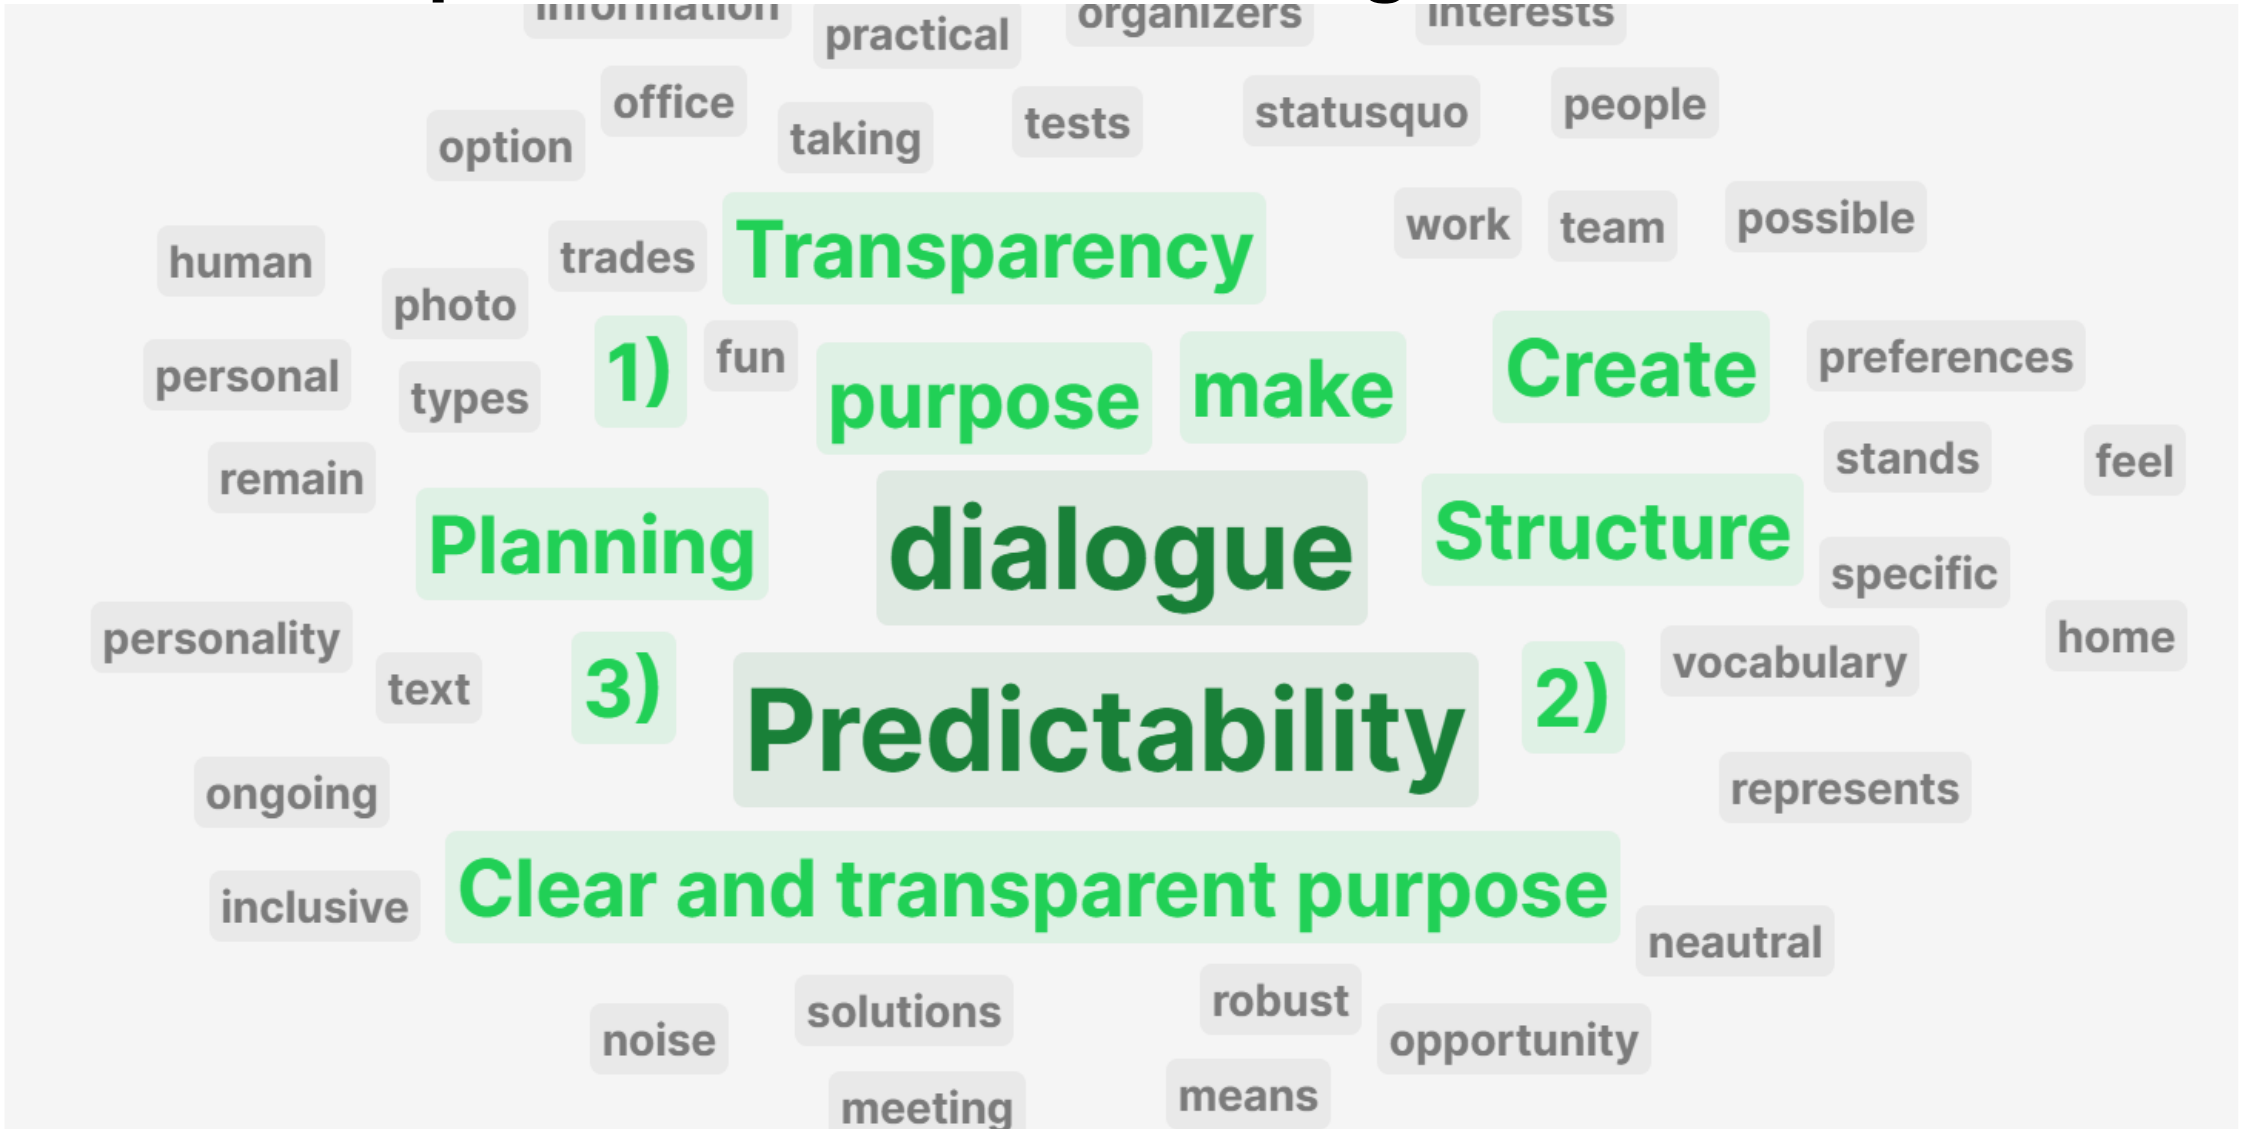 information
practical
organizers
interests
office
option
taking
tests
statusquo
people
human
trades
Transparency
work
team
possible
photo
personal
types
1)
fun
purpose
make
Create
preferences
remain
stands
feel
Planning
dialogue
Structure
specific
personality
text
3)
Predictability
2)
vocabulary
home
ongoing
represents
inclusive
Clear and transparent purpose
neautral
noise
solutions
robust
opportunity
meeting
means